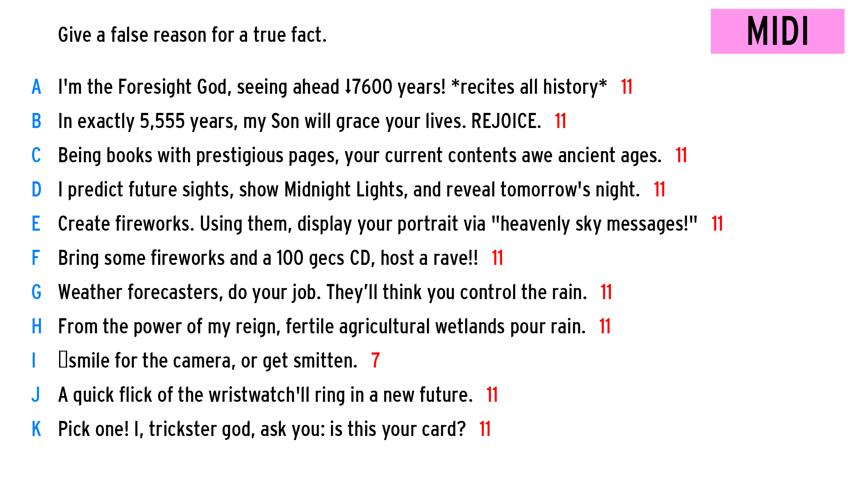 Give a false reason for a true fact.
MIDI
A I'm the Foresight God, seeing ahead ⇃7600 years! *recites all history* 11
B In exactly 5,555 years, my Son will grace your lives. REJOICE. 11
C Being books with prestigious pages, your current contents awe ancient ages. 11
D I predict future sights, show Midnight Lights, and reveal tomorrow's night. 11
E Create fireworks. Using them, display your portrait via "heavenly sky messages!" 11
F Bring some fireworks and a 100 gecs CD, host a rave!! 11
G Weather forecasters, do your job. They’ll think you control the rain. 11
H From the power of my reign, fertile agricultural wetlands pour rain. 11
I smile for the camera, or get smitten. 7
J A quick flick of the wristwatch'll ring in a new future. 11
K Pick one! I, trickster god, ask you: is this your card? 11